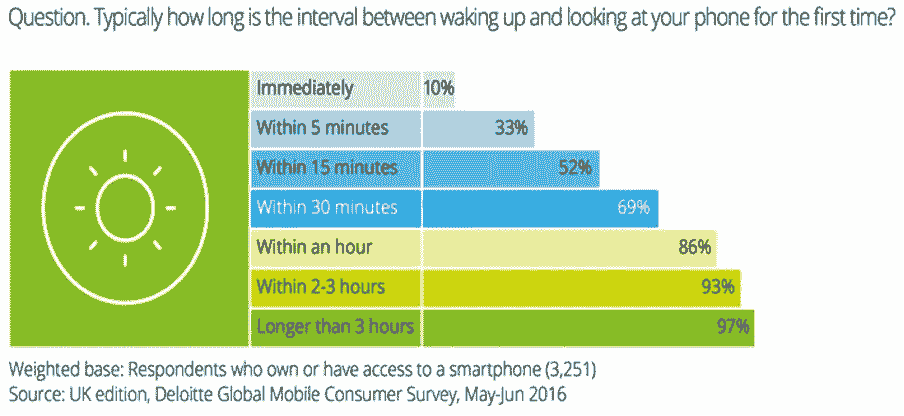 Question. Typically how long is the interval between waking up and looking at your phone for the first time?
Immediately 10%
Within 5 minutes 33%
Within 15 minutes 52%
Within 30 minutes 69%
Within an hour 86%
Within 2-3 hours 93%
Longer than 3 hours 97%
Weighted base: Respondents who own or have access to a smartphone (3,251)
Source: UK edition, Deloitte Global Mobile Consumer Survey, May-Jun 2016